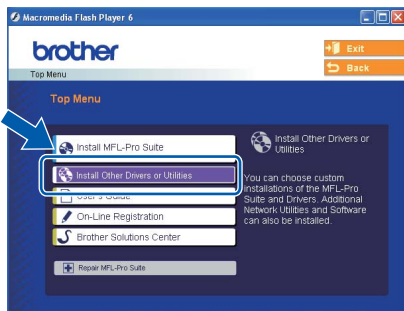 Macromedia Flash Player 6
brother
Exit
Back
Top Menu
Top Menu
Install MFL-Pro Suite
Install Other Drivers or Utilities
User's Guide
On-Line Registration
Brother Solutions Center
Repair MFL-Pro Suite
Install Other Drivers or
Utilities
You can choose custom
installations of the MFL-Pro
Suite and Drivers. Additional
Network Utilities and Software
can also be installed.